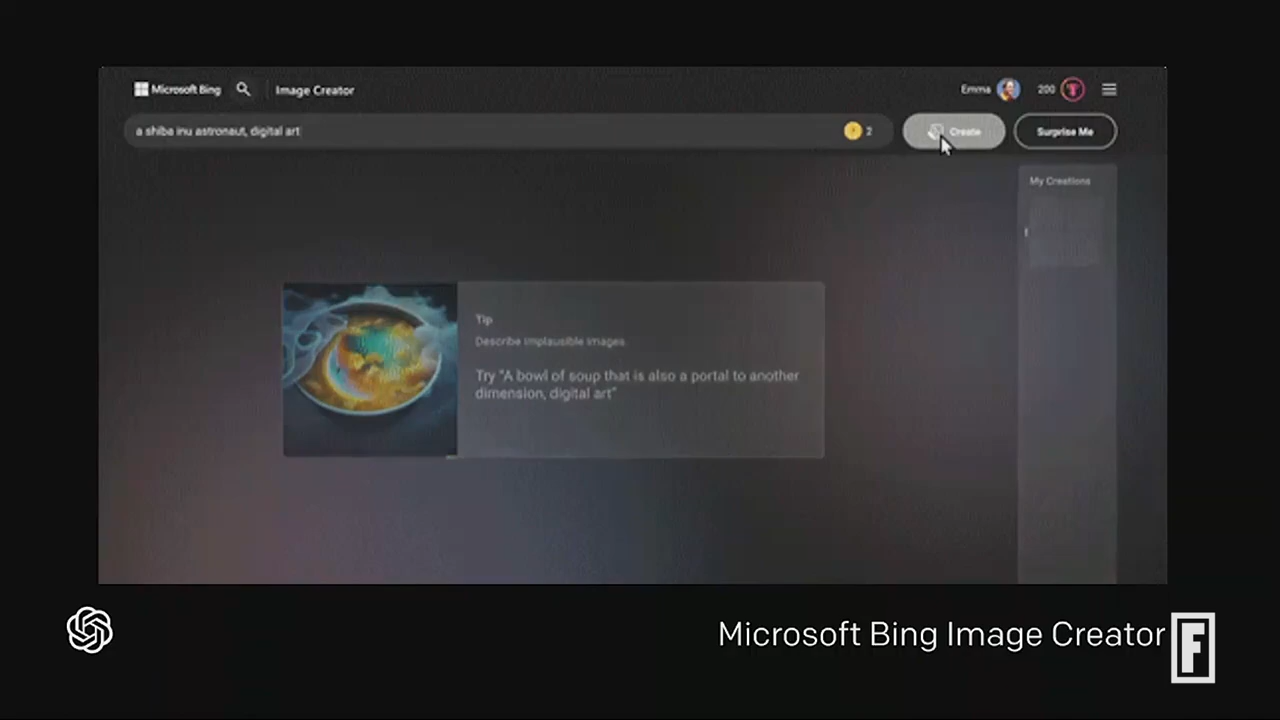 Microsoft Bing
Image Creator
Emma
200
a shiba inu astronaut, digital art
2
Create
Surprise Me
My Creations
Tip
Describe implausible images.
Try "A bowl of soup that is also a portal to another
dimension, digital art"
Microsoft Bing Image Creator
F